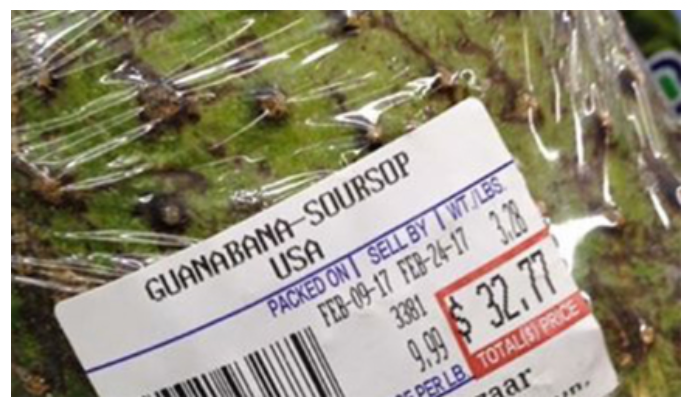 GUANABANA-SOURSOP
USA
PACKED ON SELL BY WT./LBS.
FEB-09-17 FEB-24-17 3.28
3381
9.99 $ 32.77
PER LB. TOTAL($) PRICE